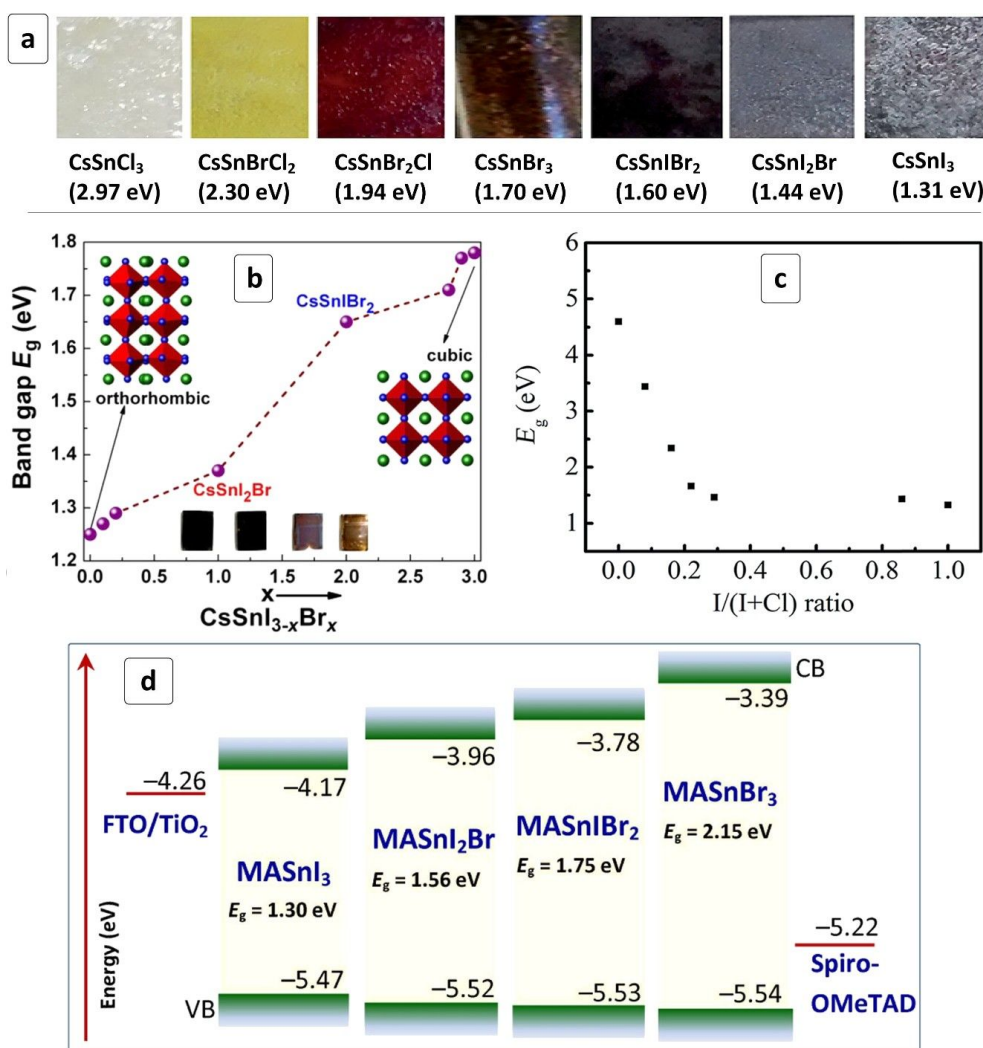 a
CsSnCl₃
(2.97 eV)
CsSnBrCl₂
(2.30 eV)
CsSnBr₂Cl
(1.94 eV)
CsSnBr₃
(1.70 eV)
CsSnIBr₂
(1.60 eV)
CsSnI₂Br
(1.44 eV)
CsSnI₃
(1.31 eV)
b
Band gap E_g (eV)
1.8
1.7
1.6
1.5
1.4
1.3
1.2
CsSnIBr₂
cubic
orthorhombic
CsSnI₂Br
0.0 0.5 1.0 1.5 2.0 2.5 3.0
x
CsSnI₃₋ₓBrₓ
c
E_g (eV)
6
5
4
3
2
1
0.0 0.2 0.4 0.6 0.8 1.0
I/(I+Cl) ratio
d
Energy (eV)
CB
VB
–4.26
FTO/TiO₂
–4.17
MASnI₃
E_g = 1.30 eV
–5.47
–3.96
MASnI₂Br
E_g = 1.56 eV
–5.52
–3.78
MASnIBr₂
E_g = 1.75 eV
–5.53
–3.39
MASnBr₃
E_g = 2.15 eV
–5.54
–5.22
Spiro-
OMeTAD